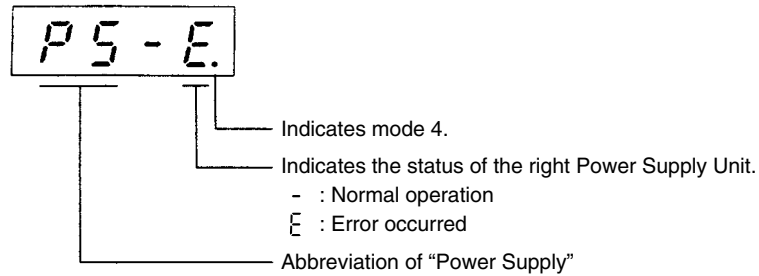 PS-E.
Indicates mode 4.
Indicates the status of the right Power Supply Unit.
- : Normal operation
E : Error occurred
Abbreviation of “Power Supply”